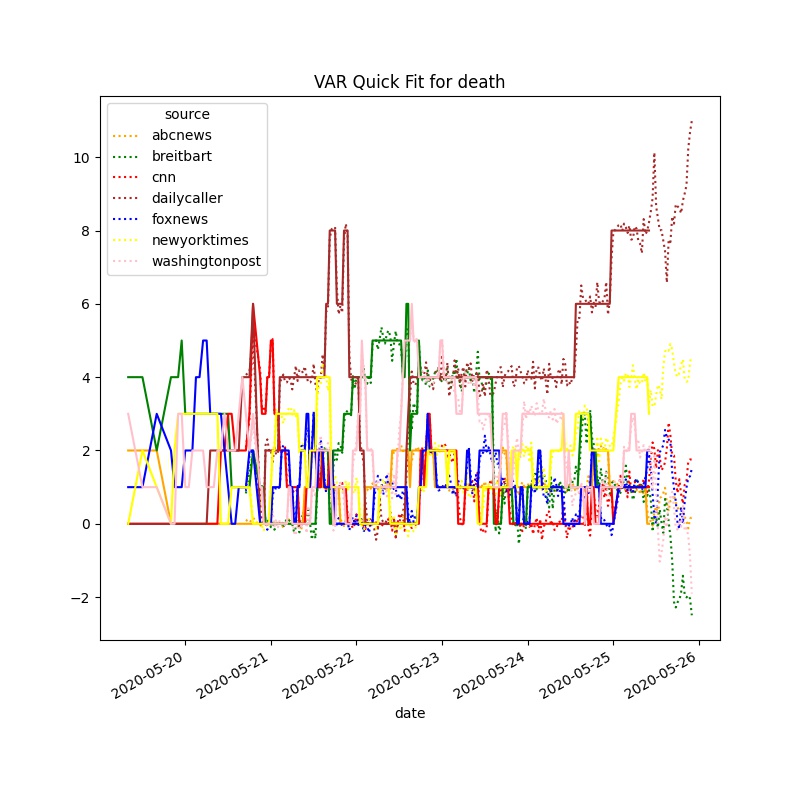 VAR Quick Fit for death
source
abcnews
breitbart
cnn
dailycaller
foxnews
newyorktimes
washingtonpost
10
8
6
4
2
0
−2
2020-05-20
2020-05-21
2020-05-22
2020-05-23
2020-05-24
2020-05-25
2020-05-26
date